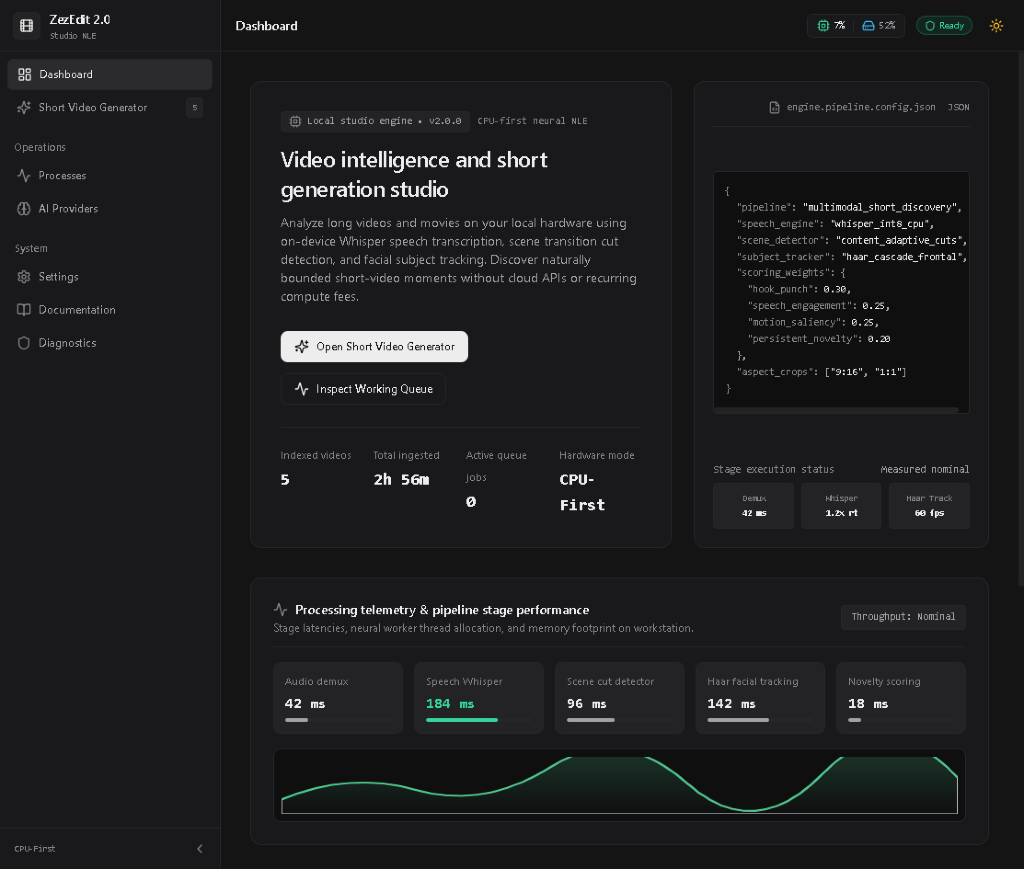 ZezEdit 2.0
Studio NLE
Dashboard
Short Video Generator
5
Operations
Processes
AI Providers
System
Settings
Documentation
Diagnostics
CPU-First
Dashboard
7%
52%
Ready
Local studio engine • v2.0.0
CPU-first neural NLE
Video intelligence and short
generation studio
Analyze long videos and movies on your local hardware using
on-device Whisper speech transcription, scene transition cut
detection, and facial subject tracking. Discover naturally
bounded short-video moments without cloud APIs or recurring
compute fees.
Open Short Video Generator
Inspect Working Queue
Indexed videos
5
Total ingested
2h 56m
Active queue
jobs
0
Hardware mode
CPU-
First
engine.pipeline.config.json
JSON
{
"pipeline": "multimodal_short_discovery",
"speech_engine": "whisper_int8_cpu",
"scene_detector": "content_adaptive_cuts",
"subject_tracker": "haar_cascade_frontal",
"scoring_weights": {
"hook_punch": 0.30,
"speech_engagement": 0.25,
"motion_saliency": 0.25,
"persistent_novelty": 0.20
},
"aspect_crops": ["9:16", "1:1"]
}
Stage execution status
Measured nominal
Demux
42 ms
Whisper
1.2x rt
Haar Track
60 fps
Processing telemetry & pipeline stage performance
Stage latencies, neural worker thread allocation, and memory footprint on workstation.
Throughput: Nominal
Audio demux
42 ms
Speech Whisper
184 ms
Scene cut detector
96 ms
Haar facial tracking
142 ms
Novelty scoring
18 ms